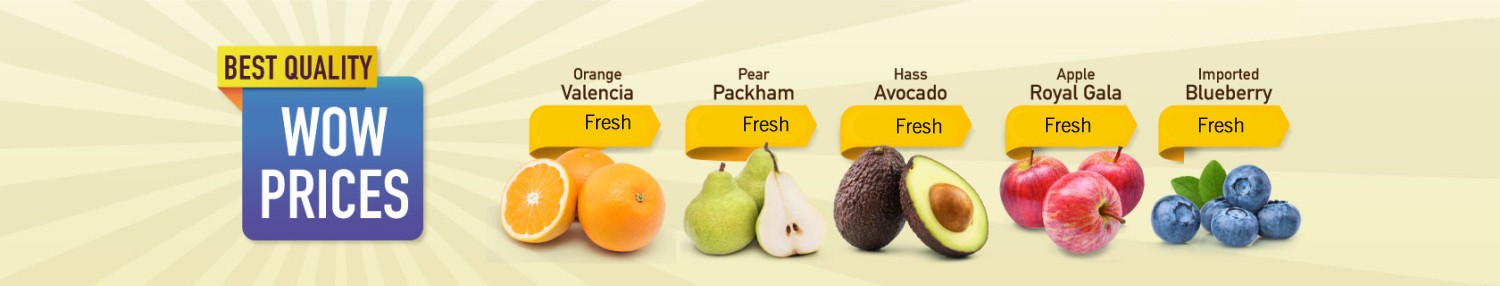 BEST QUALITY
WOW
PRICES
Orange
Valencia
Fresh
Pear
Packham
Fresh
Hass
Avocado
Fresh
Apple
Royal Gala
Fresh
Imported
Blueberry
Fresh